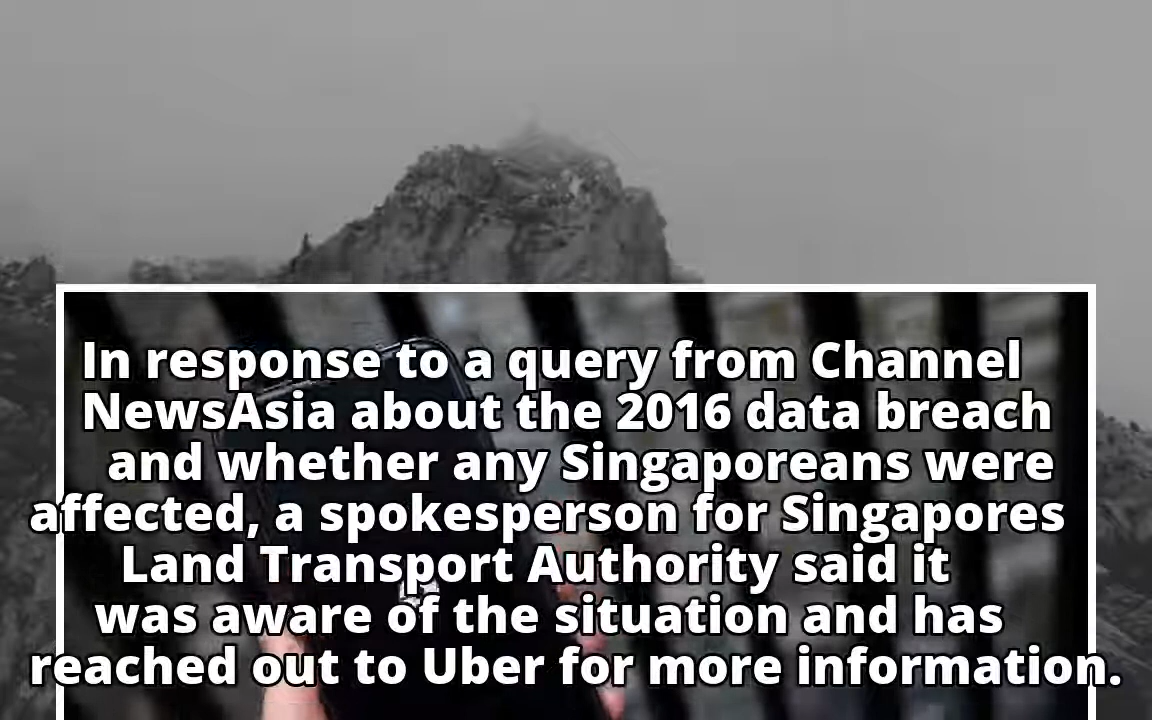 In response to a query from Channel
NewsAsia about the 2016 data breach
and whether any Singaporeans were
affected, a spokesperson for Singapores
Land Transport Authority said it
was aware of the situation and has
reached out to Uber for more information.